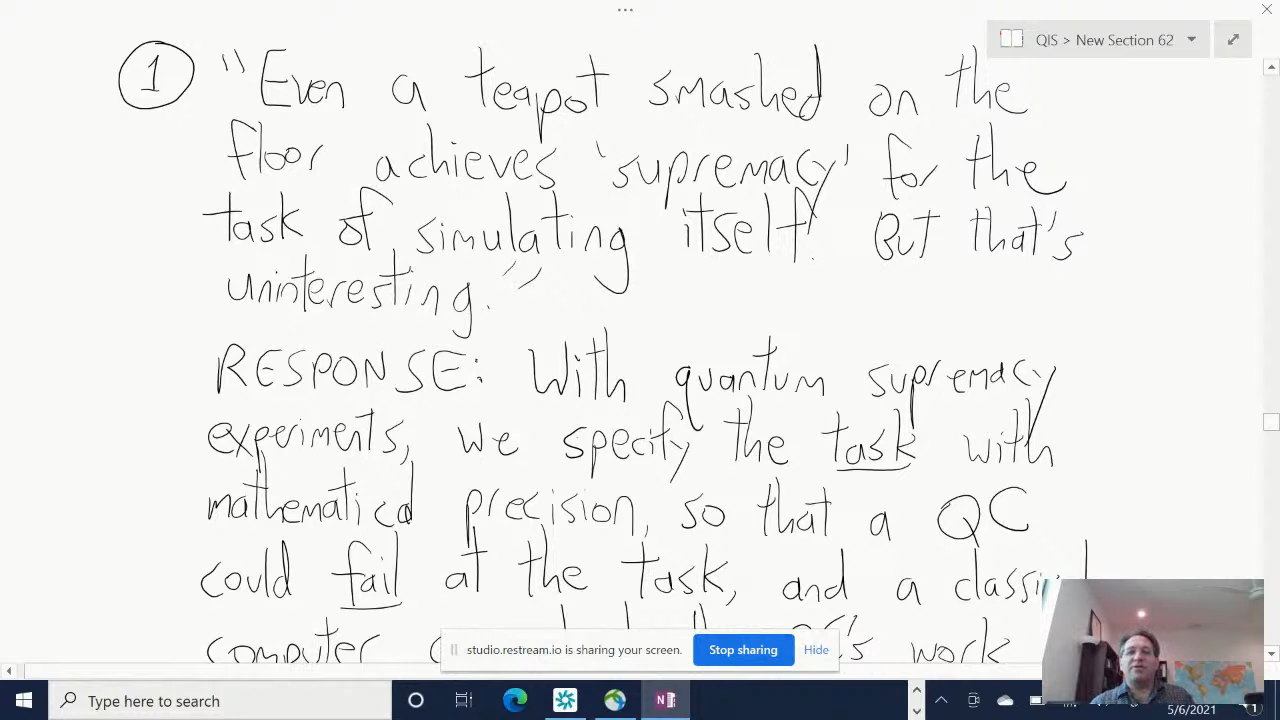 ...
QIS > New Section 62
1 "Even a teapot smashed on the
floor achieves 'supremacy' for the
task of simulating itself! But that's
uninteresting."
RESPONSE: With quantum supremacy
experiments, we specify the task with
mathematical precision, so that a QC
could fail at the task, and a
computer work
studio.restream.io is sharing your screen. Stop sharing Hide
Type here to search
5/6/2021
1